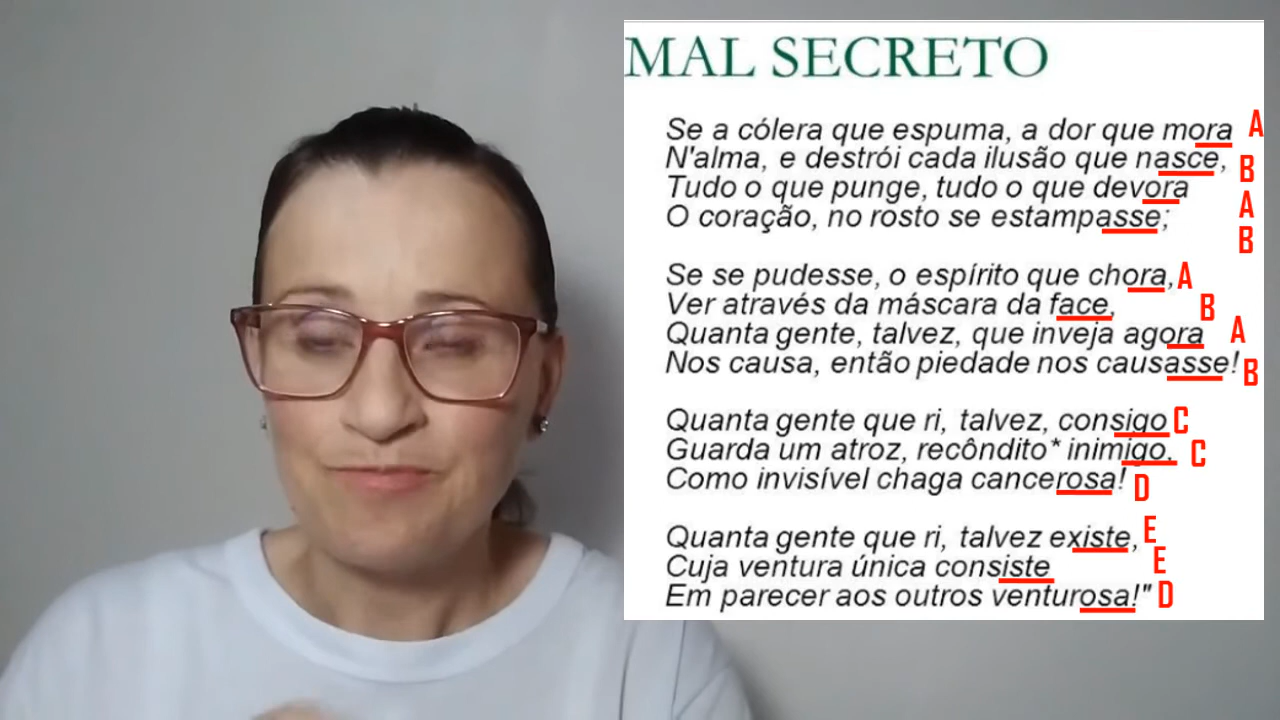 MAL SECRETO
Se a cólera que espuma, a dor que mora A
N'alma, e destrói cada ilusão que nasce, B
Tudo o que punge, tudo o que devora A
O coração, no rosto se estampasse; B
Se se pudesse, o espírito que chora, A
Ver através da máscara da face, B
Quanta gente, talvez, que inveja agora A
Nos causa, então piedade nos causasse! B
Quanta gente que ri, talvez, consigo C
Guarda um atroz, recôndito* inimigo, C
Como invisível chaga cancerosa! D
Quanta gente que ri, talvez existe, E
Cuja ventura única consiste E
Em parecer aos outros venturosa!" D